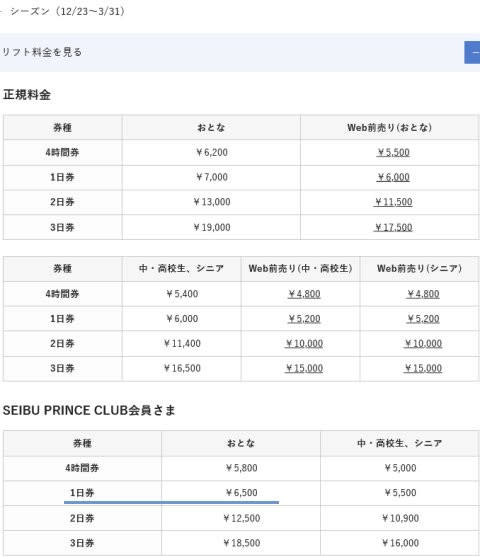 シーズン（12/23～3/31）
リフト料金を見る
正規料金
券種 おとな Web前売り(おとな)
4時間券 ￥6,200 ￥5,500
1日券 ￥7,000 ￥6,000
2日券 ￥13,000 ￥11,500
3日券 ￥19,000 ￥17,500
券種 中・高校生、シニア Web前売り(中・高校生) Web前売り(シニア)
4時間券 ￥5,400 ￥4,800 ￥4,800
1日券 ￥6,000 ￥5,200 ￥5,200
2日券 ￥11,400 ￥10,000 ￥10,000
3日券 ￥16,500 ￥15,000 ￥15,000
SEIBU PRINCE CLUB会員さま
券種 おとな 中・高校生、シニア
4時間券 ￥5,800 ￥5,000
1日券 ￥6,500 ￥5,500
2日券 ￥12,500 ￥10,900
3日券 ￥18,500 ￥16,000